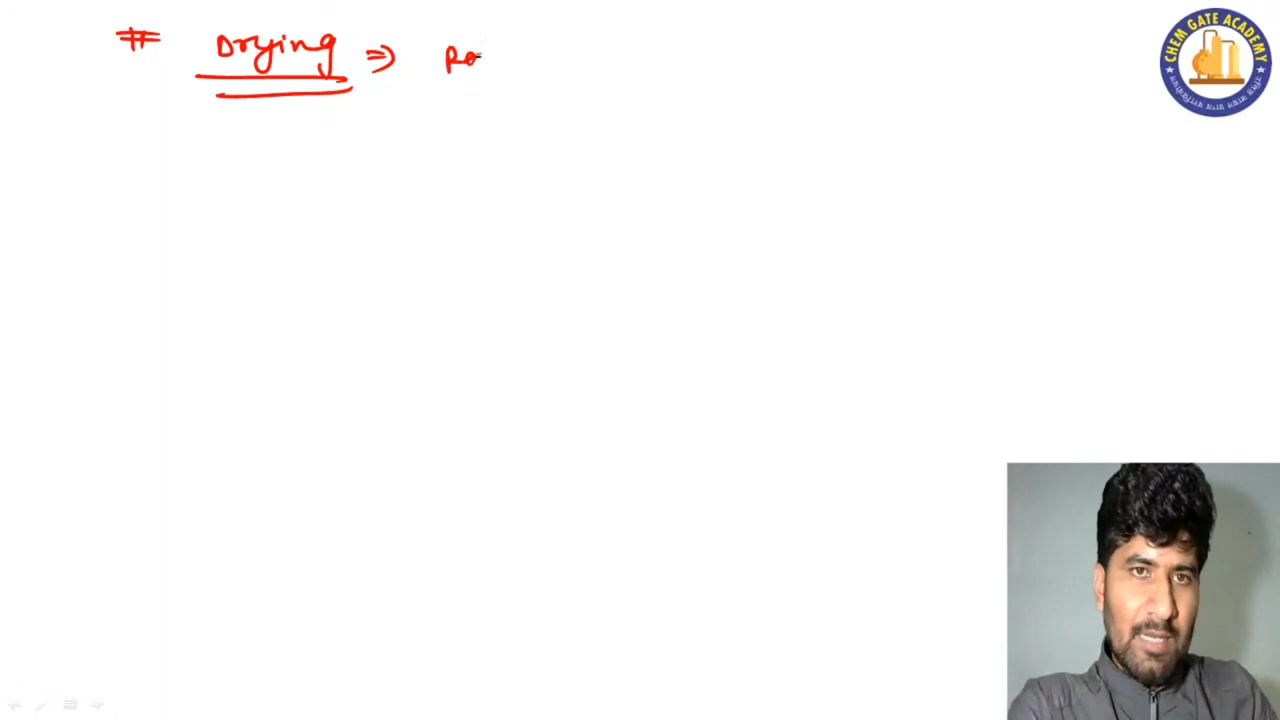 # Drying ⇒ Re
CHEM GATE ACADEMY